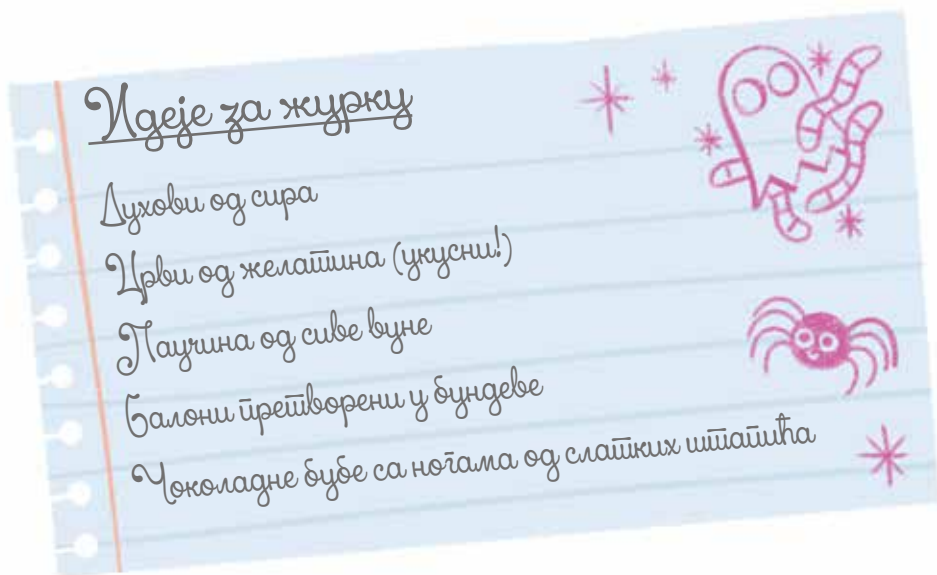 Идеје за журку
Духови од сира
Црви од желатина (укусни!)
Паучина од сиве вуне
Балони претворени у бундеве
Чоколадне бубе са ногама од слатких штапића